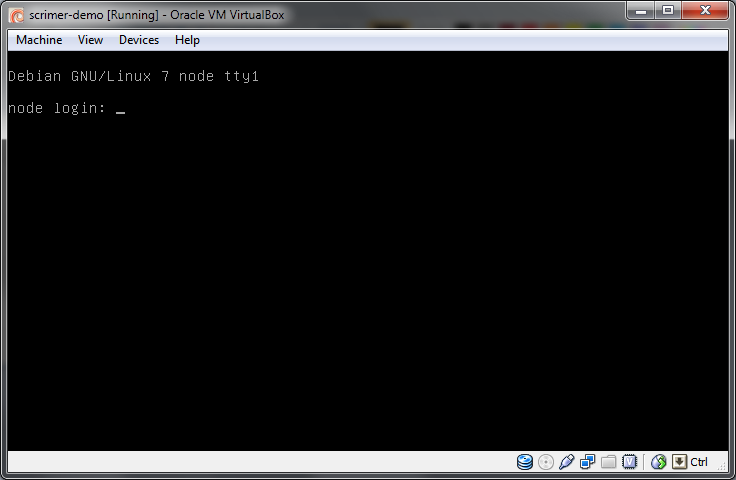 scrimer-demo [Running] - Oracle VM VirtualBox
Machine View Devices Help
Debian GNU/Linux 7 node tty1
node login: _
Ctrl